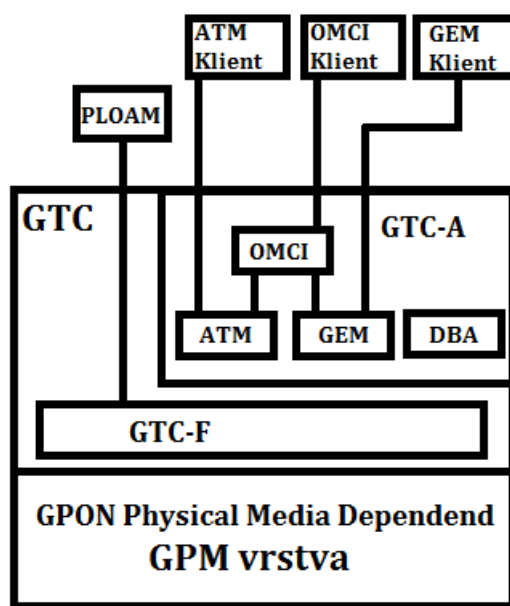 ATM
Klient
OMCI
Klient
GEM
Klient
PLOAM
GTC
GTC-A
OMCI
ATM
GEM
DBA
GTC-F
GPON Physical Media Dependend
GPM vrstva